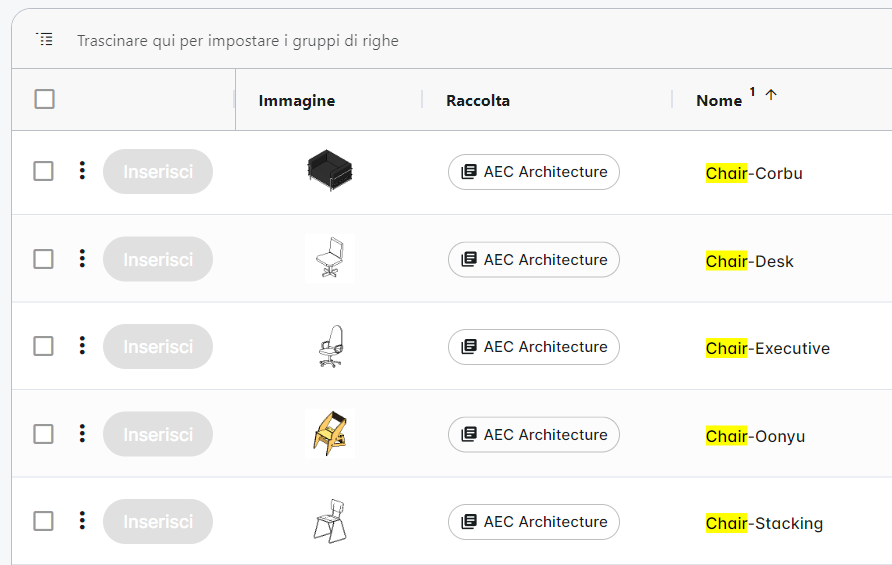 Trascinare qui per impostare i gruppi di righe
Immagine Raccolta Nome 1
Inserisci AEC Architecture Chair-Corbu
Inserisci AEC Architecture Chair-Desk
Inserisci AEC Architecture Chair-Executive
Inserisci AEC Architecture Chair-Oonyu
Inserisci AEC Architecture Chair-Stacking